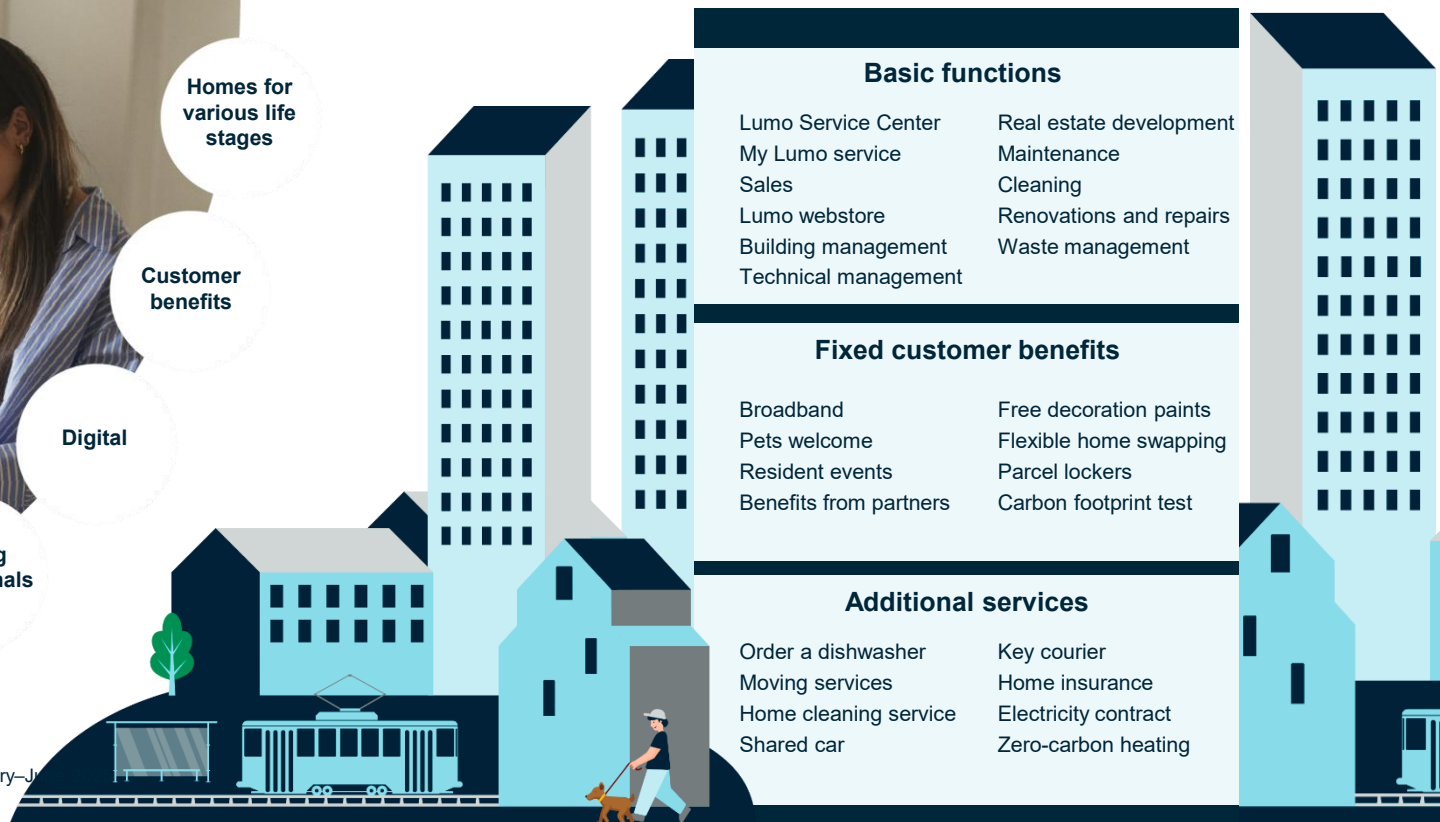 Homes for
various life
stages
Customer
benefits
Digital
Basic functions
Lumo Service Center
My Lumo service
Sales
Lumo webstore
Building management
Technical management
Real estate development
Maintenance
Cleaning
Renovations and repairs
Waste management
Fixed customer benefits
Broadband
Pets welcome
Resident events
Benefits from partners
Free decoration paints
Flexible home swapping
Parcel lockers
Carbon footprint test
Additional services
Order a dishwasher
Moving services
Home cleaning service
Shared car
Key courier
Home insurance
Electricity contract
Zero-carbon heating